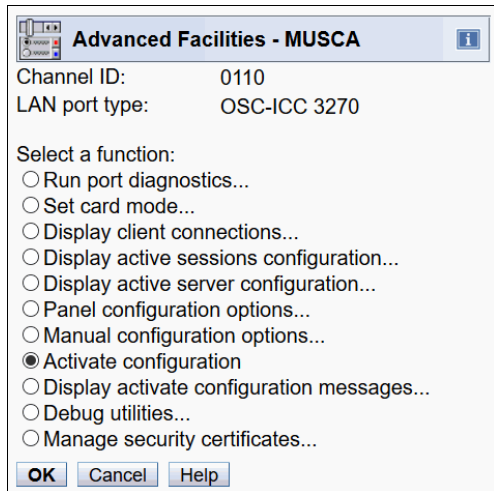 Advanced Facilities - MUSCA
Channel ID: 0110
LAN port type: OSC-ICC 3270
Select a function:
Run port diagnostics...
Set card mode...
Display client connections...
Display active sessions configuration...
Display active server configuration...
Panel configuration options...
Manual configuration options...
Activate configuration
Display activate configuration messages...
Debug utilities...
Manage security certificates...
OK Cancel Help